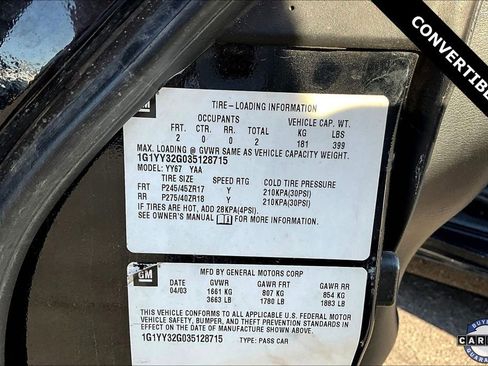 CONVERTIBLE
GM
TIRE-LOADING INFORMATION
OCCUPANTS VEHICLE CAP. WT.
FRT. CTR. RR. TOTAL KG LBS
2 0 0 2 181 399
MAX. LOADING @ GVWR SAME AS VEHICLE CAPACITY WEIGHT.
1G1YY32G035128715
MODEL: YY67 YAA
TIRE SIZE SPEED RTG COLD TIRE PRESSURE
FRT P245/45ZR17 Y 210KPA(30PSI)
RR P275/40ZR18 Y 210KPA(30PSI)
IF TIRES ARE HOT, ADD 28KPA(4PSI).
SEE OWNER'S MANUAL FOR MORE INFORMATION.
GM
MFD BY GENERAL MOTORS CORP
DATE GVWR GAWR FRT GAWR RR
04/03 1661 KG 807 KG 854 KG
3663 LB 1780 LB 1883 LB
THIS VEHICLE CONFORMS TO ALL APPLICABLE U.S. FEDERAL MOTOR
VEHICLE SAFETY, BUMPER, AND THEFT PREVENTION STANDARDS
IN EFFECT ON THE DATE OF MANUFACTURE SHOWN ABOVE.
1G1YY32G035128715 TYPE: PASS CAR
BUYBACK
CAR
GUARANTEE